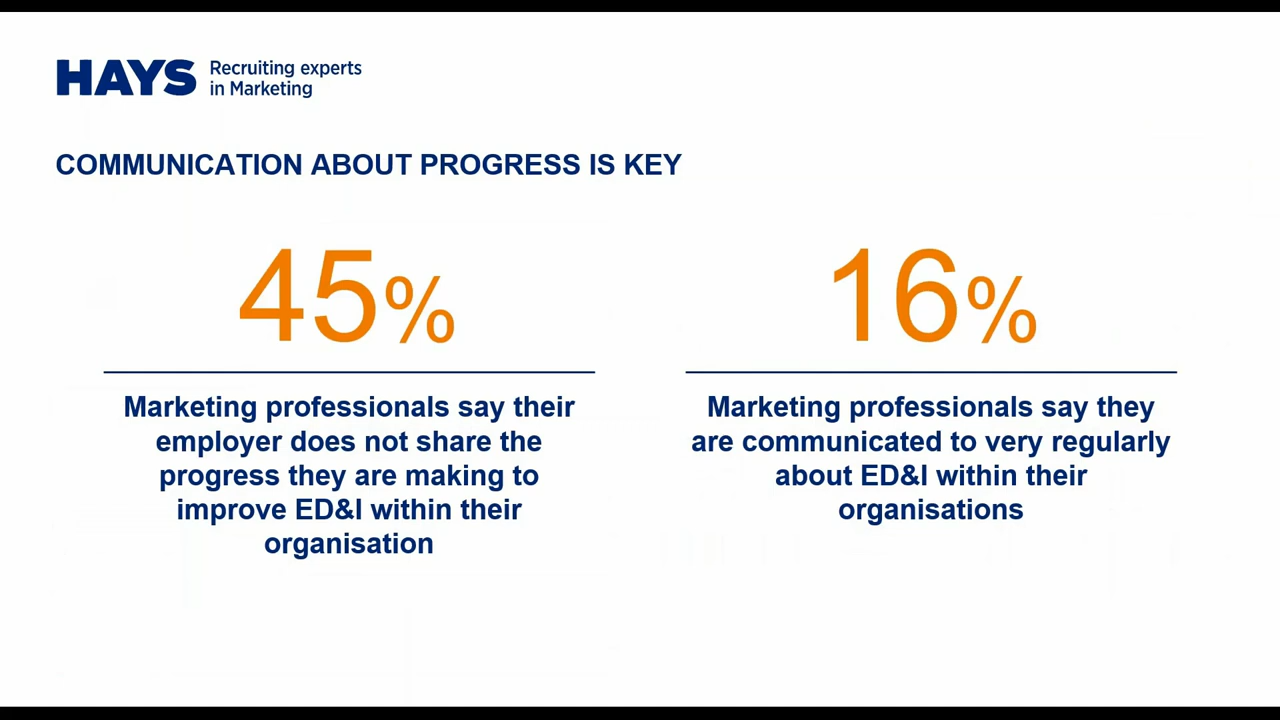 HAYS Recruiting experts
in Marketing
COMMUNICATION ABOUT PROGRESS IS KEY
45%
Marketing professionals say their
employer does not share the
progress they are making to
improve ED&I within their
organisation
16%
Marketing professionals say they
are communicated to very regularly
about ED&I within their
organisations